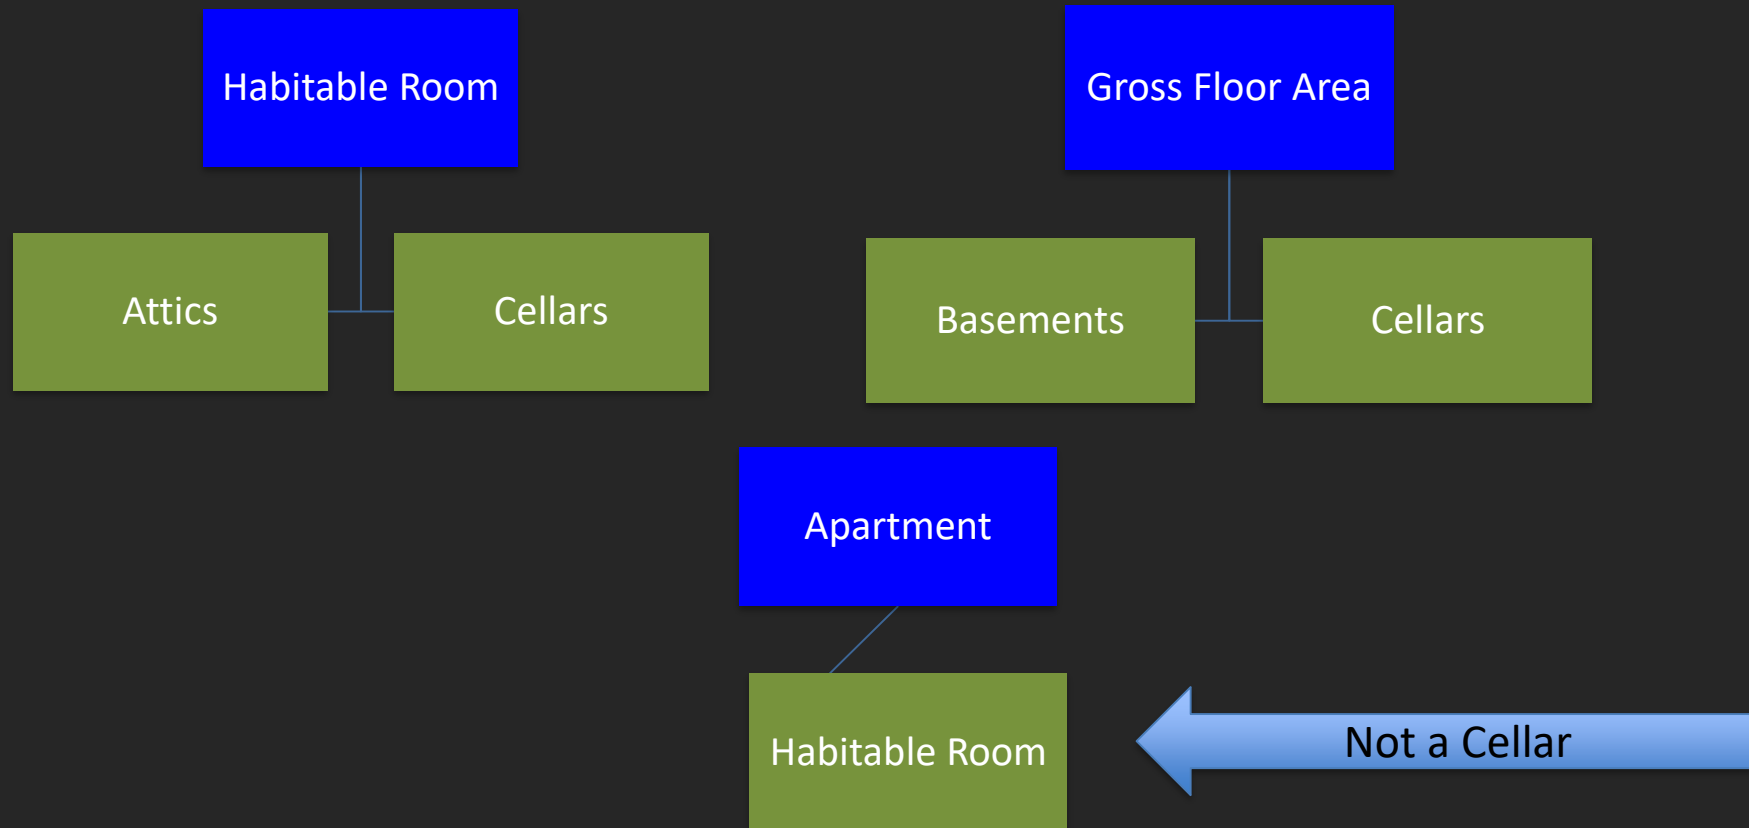 Habitable Room
Gross Floor Area
Attics
Cellars
Basements
Cellars
Apartment
Habitable Room
Not a Cellar